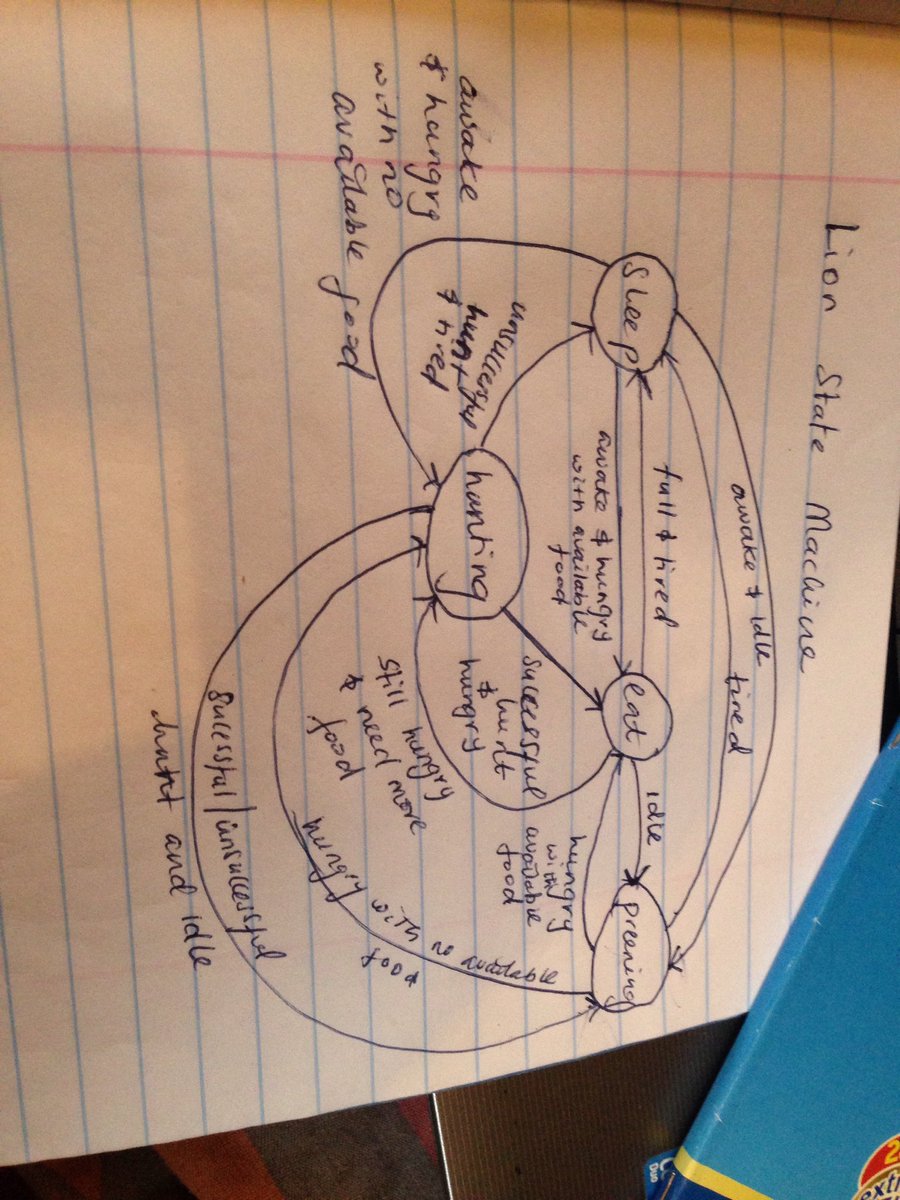 Lion State Machine
awake & idle
tired
sleep
full & tired
awake & hungry
with available
food
eat
idle
preening
unsuccessful
hunt
& tired
hunting
successful
hunt
&
hungry
hungry
with
available
food
awake
& hungry
with no
available food
still hungry
& need more
food
hungry with no available
food
sucessful/unsuccessful
hunt and idle
Duo